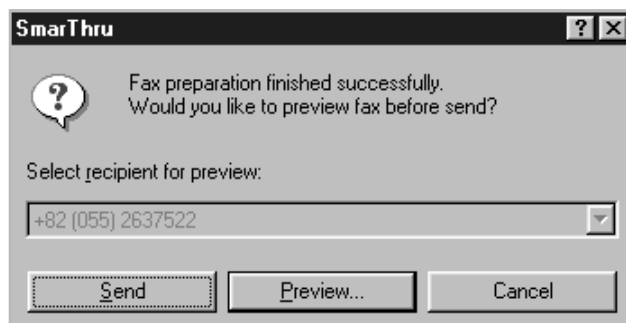 SmarThru
Fax preparation finished successfully.
Would you like to preview fax before send?
Select recipient for preview:
+82 (055) 2637522
Send Preview... Cancel